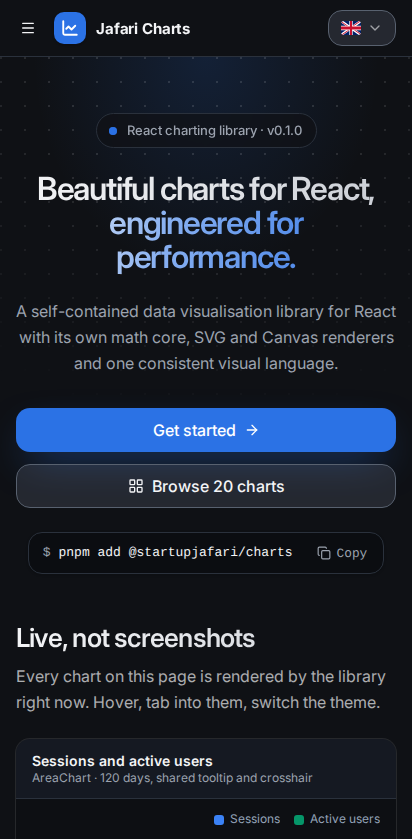 Jafari Charts
React charting library · v0.1.0
Beautiful charts for React,
engineered for
performance.
A self-contained data visualisation library for React
with its own math core, SVG and Canvas renderers
and one consistent visual language.
Get started →
Browse 20 charts
$ pnpm add @startupjafari/charts Copy
Live, not screenshots
Every chart on this page is rendered by the library
right now. Hover, tab into them, switch the theme.
Sessions and active users
AreaChart · 120 days, shared tooltip and crosshair
Sessions Active users